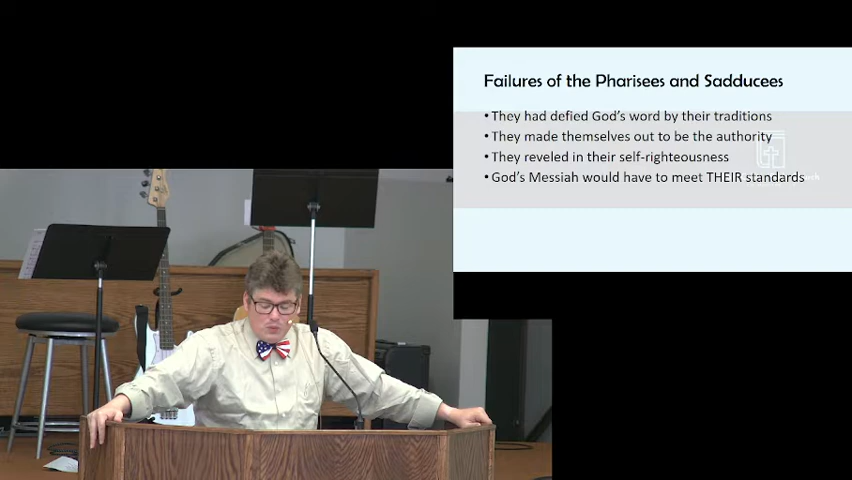 Failures of the Pharisees and Sadducees
• They had defied God's word by their traditions
• They made themselves out to be the authority
• They reveled in their self-righteousness
• God's Messiah would have to meet THEIR standards